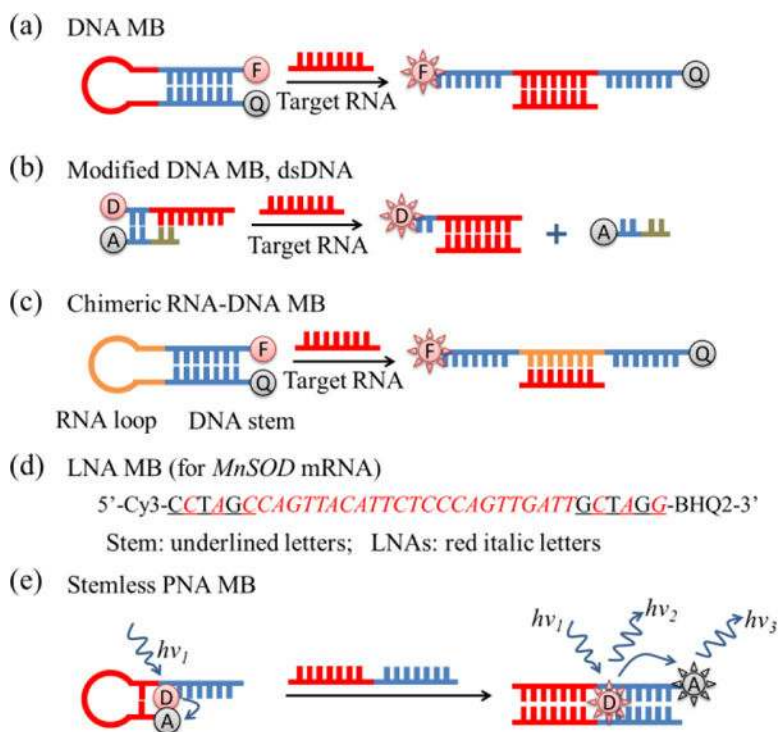 (a) DNA MB
F
Q
Target RNA
F
Q
(b) Modified DNA MB, dsDNA
D
A
Target RNA
D
+
A
(c) Chimeric RNA-DNA MB
F
Q
Target RNA
F
Q
RNA loop DNA stem
(d) LNA MB (for MnSOD mRNA)
5’-Cy3-CCTAGCCAGTTACATTCTCCCAGTTGATTGCTAGG-BHQ2-3’
Stem: underlined letters; LNAs: red italic letters
(e) Stemless PNA MB
hv1
D
A
hv1 hv2 hv3
D
A